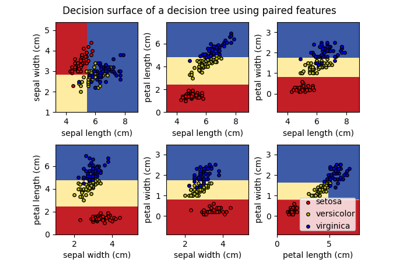 Decision surface of a decision tree using paired features
5
4
3
2
1
sepal width (cm)
4
6
8
sepal length (cm)
6
4
2
0
petal length (cm)
4
6
8
sepal length (cm)
3
2
1
0
petal width (cm)
4
6
8
sepal length (cm)
6
4
2
0
petal length (cm)
2
4
sepal width (cm)
3
2
1
0
petal width (cm)
2
4
sepal width (cm)
3
2
1
0
petal width (cm)
0
5
petal length (cm)
setosa
versicolor
virginica